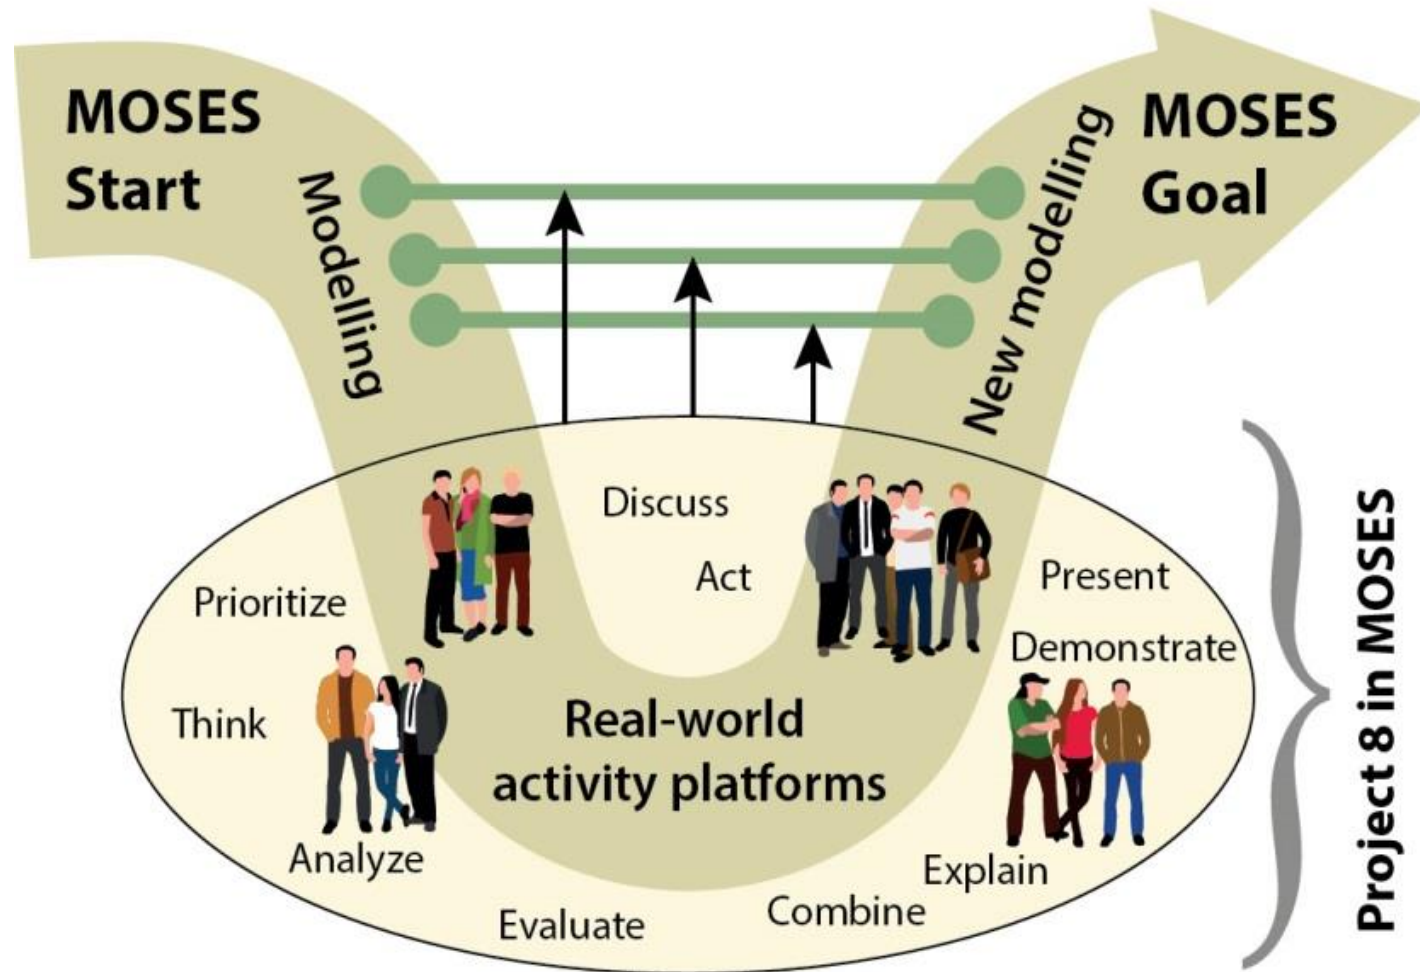 MOSES
Start
Modelling
New modelling
MOSES
Goal
Discuss
Act
Prioritize
Present
Demonstrate
Think
Real-world
activity platforms
Analyze
Explain
Evaluate
Combine
Project 8 in MOSES